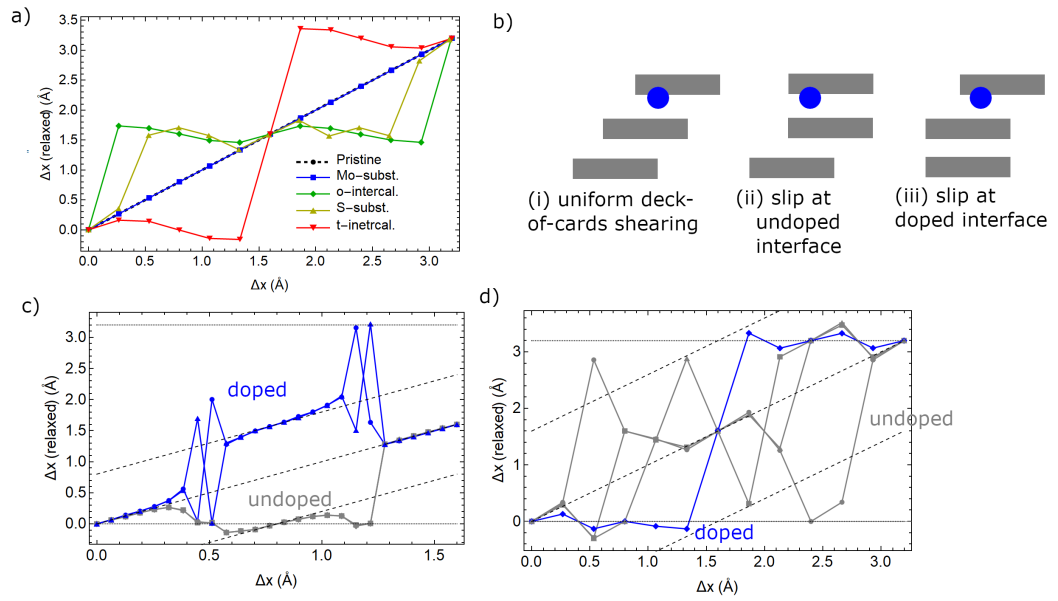 a)
3.5
3.0
2.5
2.0
1.5
1.0
0.5
0.0
Δx (relaxed) (Å)
Pristine
Mo-subst.
o-intercal.
S-subst.
t-inetrcal.
0.0 0.5 1.0 1.5 2.0 2.5 3.0
Δx (Å)
b)
(i) uniform deck-
of-cards shearing
(ii) slip at
undoped
interface
(iii) slip at
doped interface
c)
3.0
2.5
2.0
1.5
1.0
0.5
0.0
Δx (relaxed) (Å)
doped
undoped
0.0 0.5 1.0 1.5
Δx (Å)
d)
3
2
1
0
Δx (relaxed) (Å)
undoped
doped
0.0 0.5 1.0 1.5 2.0 2.5 3.0
Δx (Å)